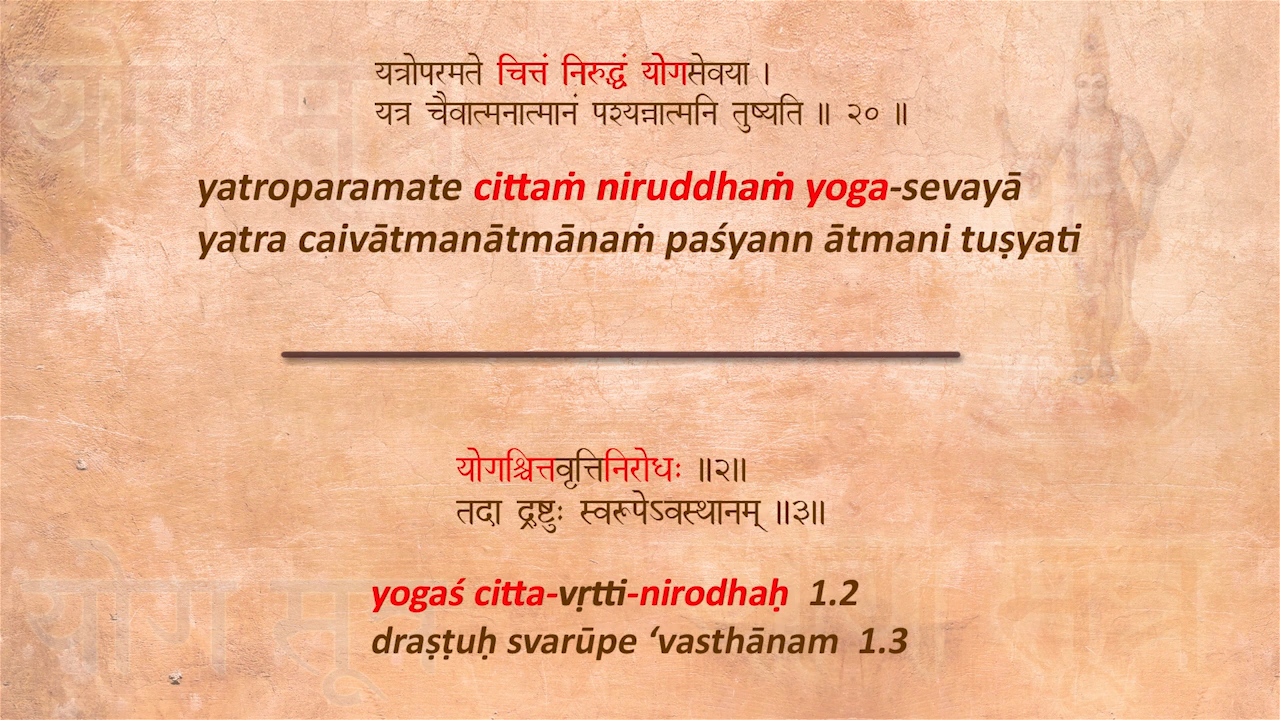 यत्रोपरमते चित्तं निरुद्धं योगसेवया ।
यत्र चैवात्मनात्मानं पश्यन्नात्मनि तुष्यति ॥ २० ॥
yatroparamate cittaṁ niruddhaṁ yoga-sevayā
yatra caivātmanātmānaṁ paśyann ātmani tuṣyati
योगश्चित्तवृत्तिनिरोधः ॥२॥
तदा द्रष्टुः स्वरूपेऽवस्थानम् ॥३॥
yogaś citta-vṛtti-nirodhaḥ 1.2
draṣṭuḥ svarūpe ‘vasthānam 1.3